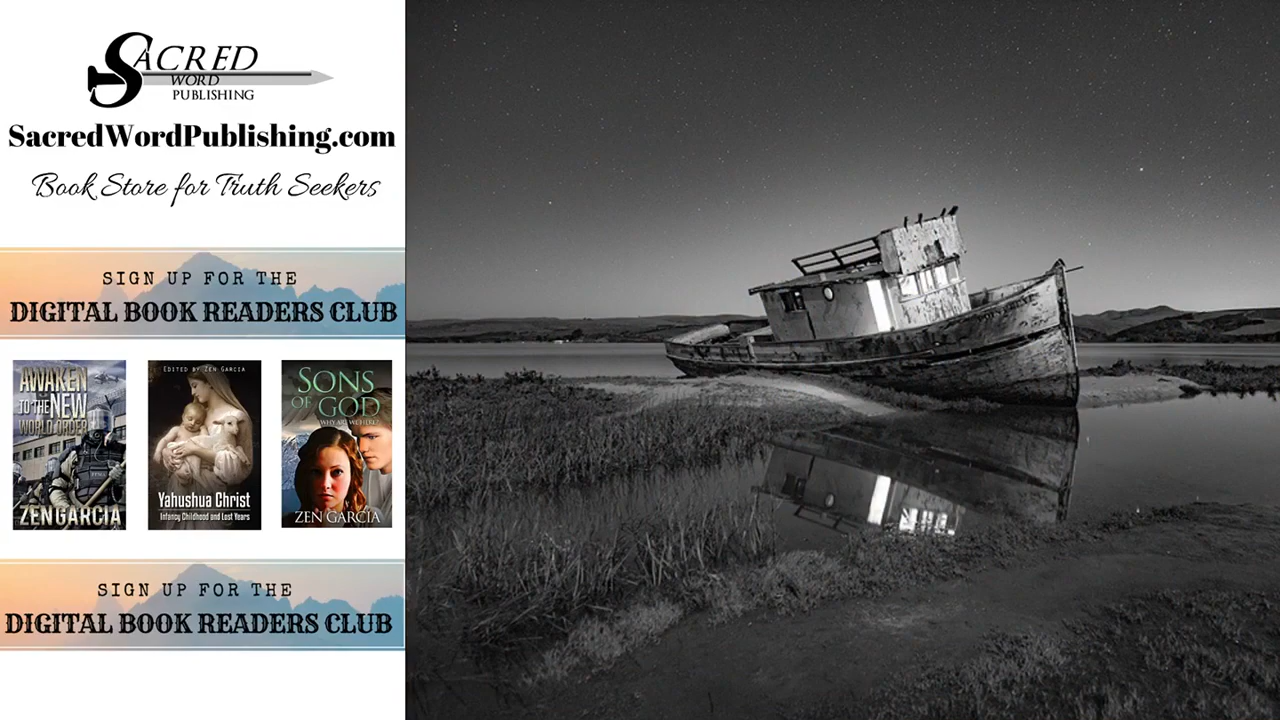 SACRED
WORD
PUBLISHING
SacredWordPublishing.com
Book Store for Truth Seekers
SIGN UP FOR THE
DIGITAL BOOK READERS CLUB
AWAKEN
TO THE NEW
WORLD ORDER
ZEN GARCIA
EDITED BY ZEN GARCIA
Yahushua Christ
Infancy Childhood and Lost Years
SONS
OF GOD
WHY ARE WE HERE?
ZEN GARCIA
SIGN UP FOR THE
DIGITAL BOOK READERS CLUB